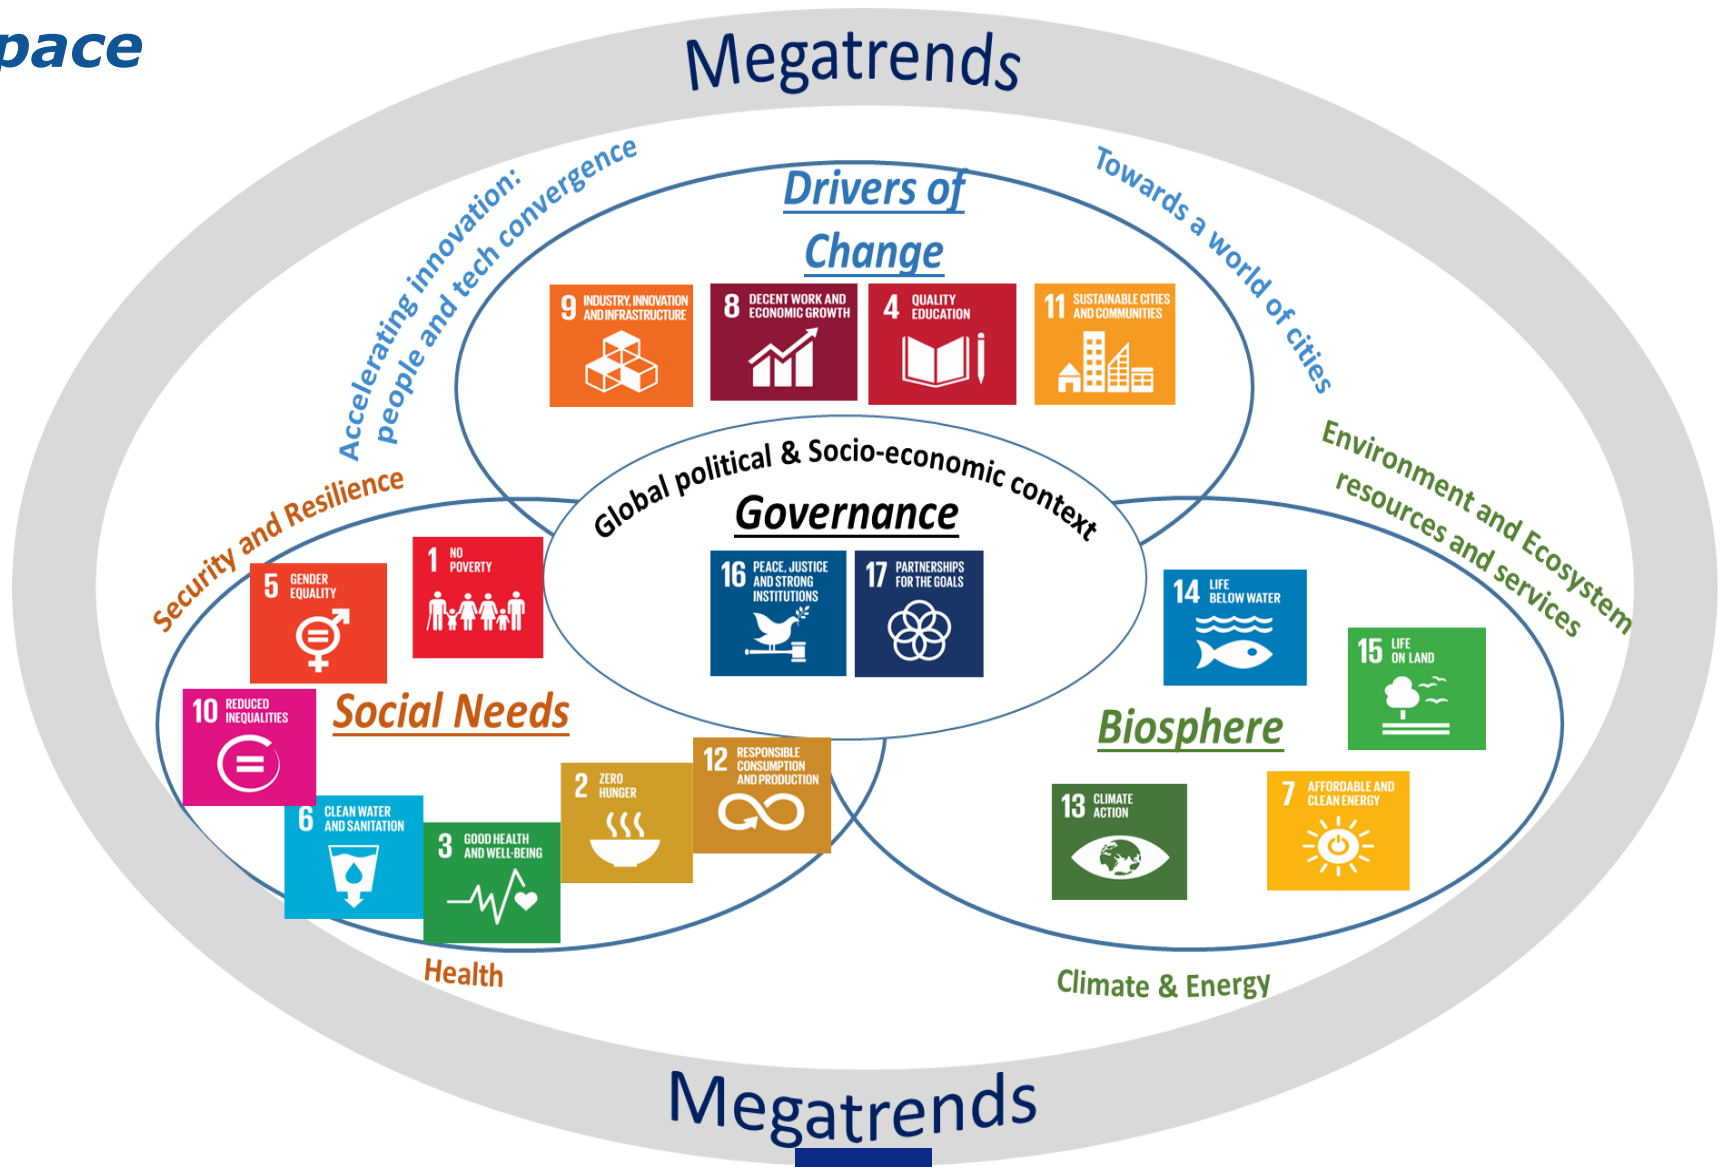 pace
Megatrends
Accelerating innovation:
people and tech convergence
Towards a world of cities
Drivers of
Change
9 INDUSTRY, INNOVATION
AND INFRASTRUCTURE
8 DECENT WORK AND
ECONOMIC GROWTH
4 QUALITY
EDUCATION
11 SUSTAINABLE CITIES
AND COMMUNITIES
Global political & Socio-economic context
Governance
16 PEACE, JUSTICE
AND STRONG
INSTITUTIONS
17 PARTNERSHIPS
FOR THE GOALS
Security and Resilience
5 GENDER
EQUALITY
1 NO
POVERTY
10 REDUCED
INEQUALITIES
Social Needs
6 CLEAN WATER
AND SANITATION
3 GOOD HEALTH
AND WELL-BEING
2 ZERO
HUNGER
12 RESPONSIBLE
CONSUMPTION
AND PRODUCTION
Health
Environment and Ecosystem
resources and services
14 LIFE
BELOW WATER
15 LIFE
ON LAND
Biosphere
13 CLIMATE
ACTION
7 AFFORDABLE AND
CLEAN ENERGY
Climate & Energy
Megatrends